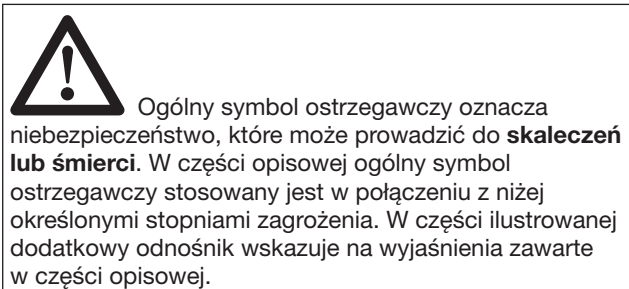 Ogólny symbol ostrzegawczy oznacza
niebezpieczeństwo, które może prowadzić do skaleczeń
lub śmierci. W części opisowej ogólny symbol
ostrzegawczy stosowany jest w połączeniu z niżej
określonymi stopniami zagrożenia. W części ilustrowanej
dodatkowy odnośnik wskazuje na wyjaśnienia zawarte
w części opisowej.